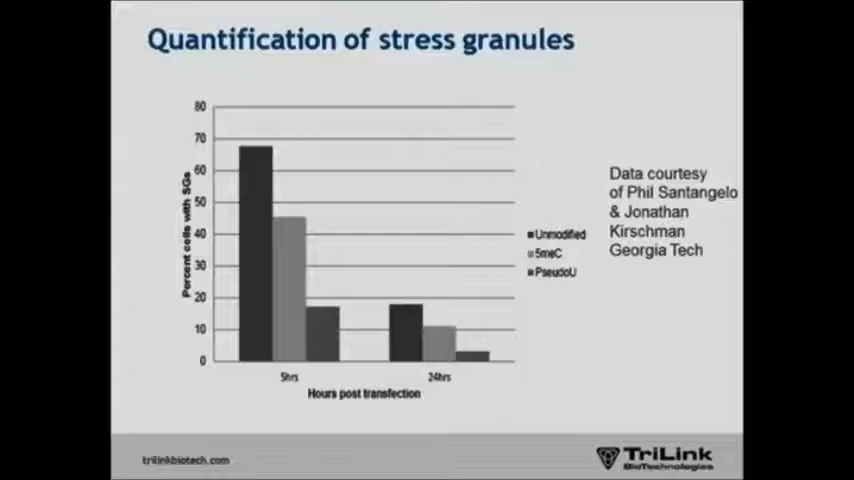 Quantification of stress granules
80
70
60
50
40
30
20
10
0
Percent cells with SGs
5hrs
24hrs
Hours post transfection
Unmodified
5meC
PseudoU
Data courtesy
of Phil Santangelo
& Jonathan
Kirschman
Georgia Tech
trilinkbiotech.com
TriLink
BioTechnologies